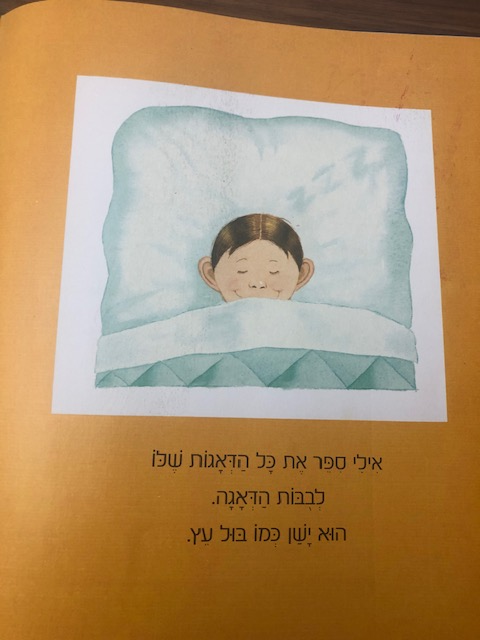 אִילִי סִפֵּר אֶת כָּל הַדְּאָגוֹת שֶׁלּוֹ
לְבֻבּוֹת הַדְּאָגָה.
הוּא יָשַׁן כְּמוֹ בּוּל עֵץ.